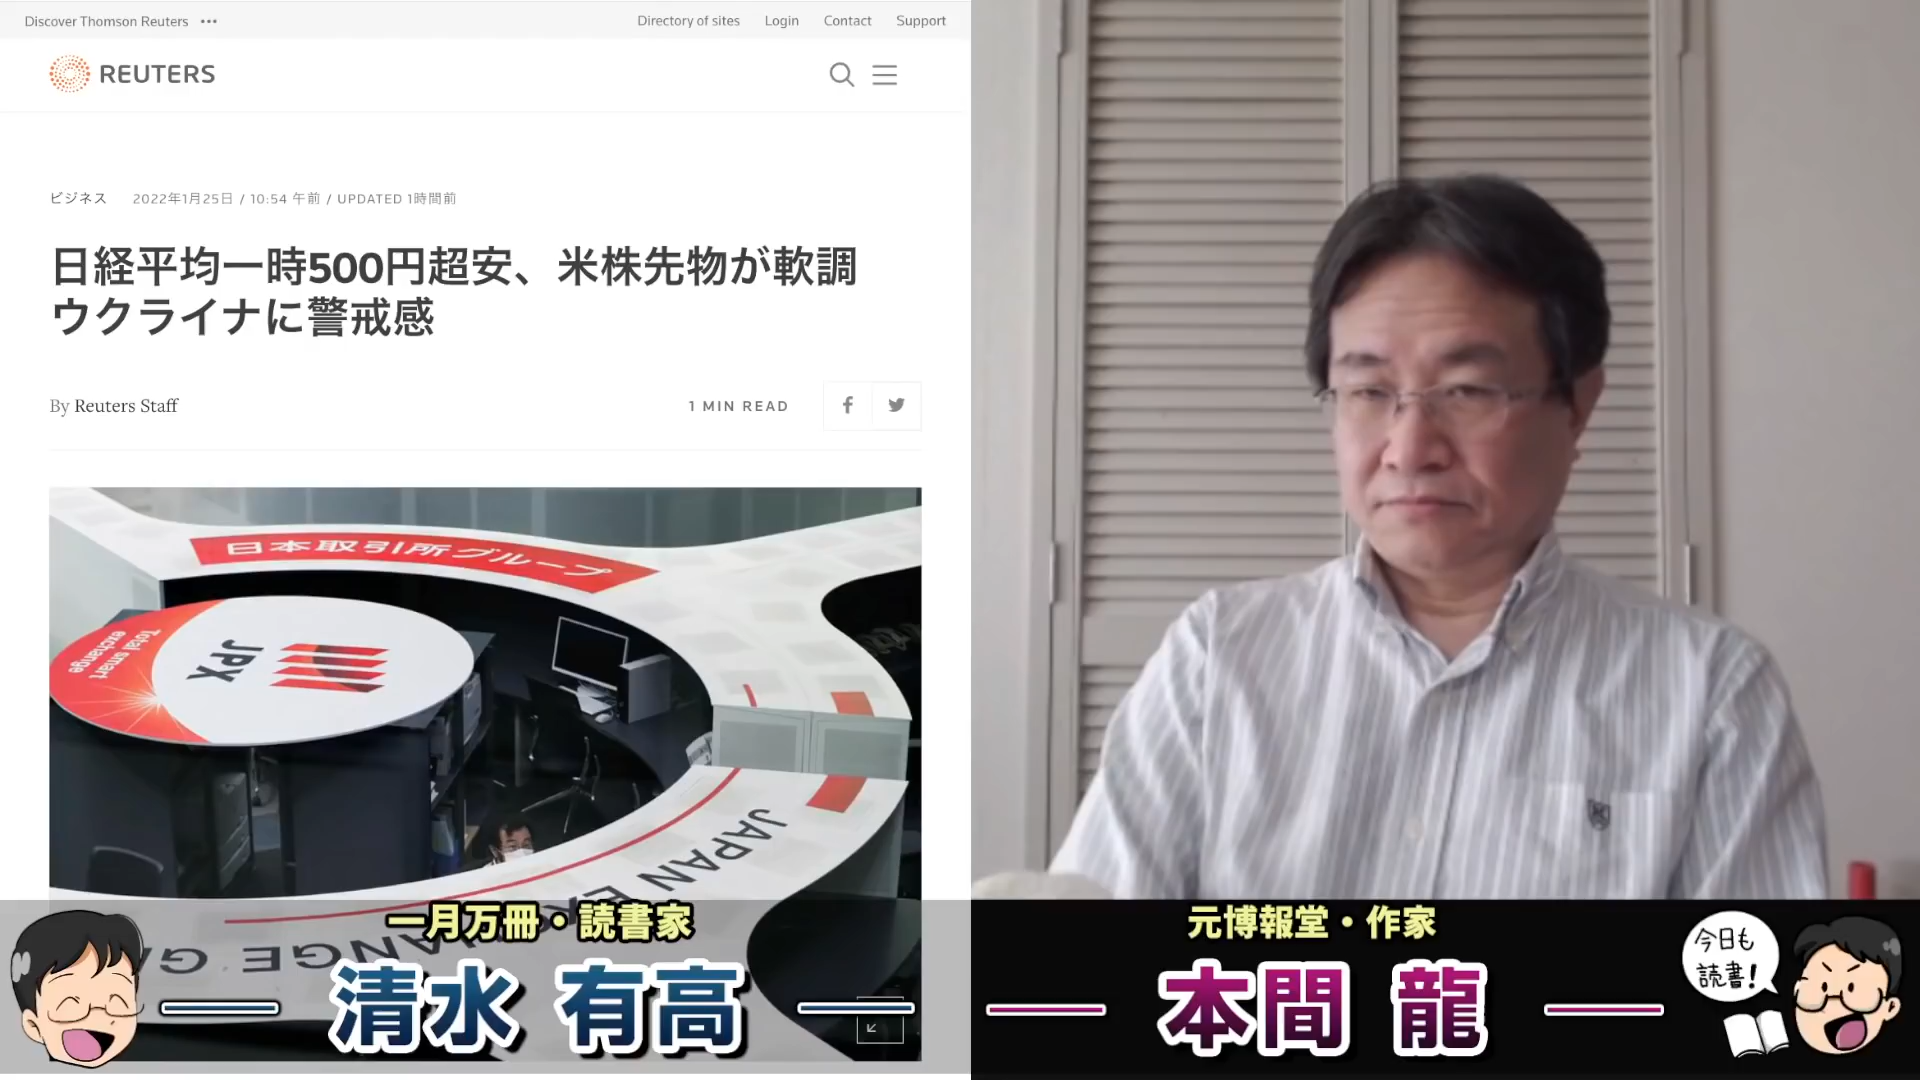 Discover Thomson Reuters •••
Directory of sites Login Contact Support
REUTERS
ビジネス 2022年1月25日 / 10:54 午前 / UPDATED 1時間前
日経平均一時500円超安、米株先物が軟調
ウクライナに警戒感
By Reuters Staff
1 MIN READ
日本取引所グループ
Total smart
exchange
JPX
JAPAN EX
HANGE G
一月万冊・読書家
清水 有高
元博報堂・作家
本間 龍
今日も
読書!